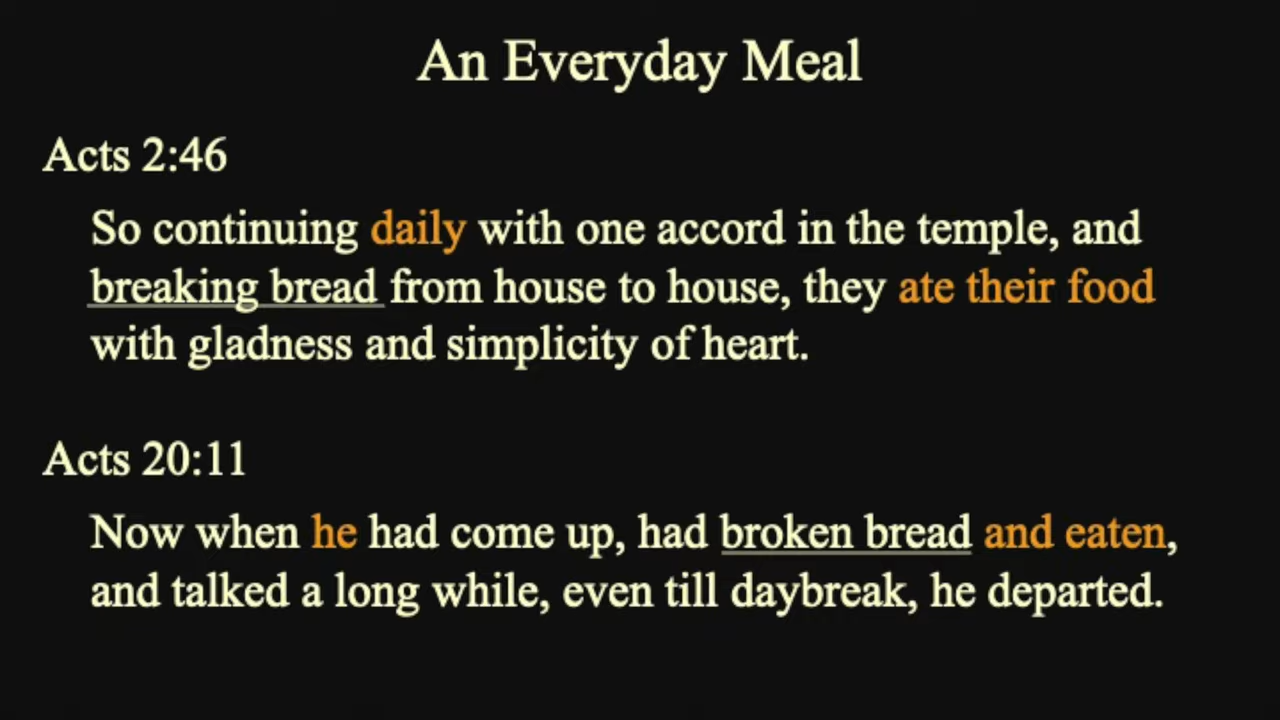 An Everyday Meal
Acts 2:46
So continuing daily with one accord in the temple, and
breaking bread from house to house, they ate their food
with gladness and simplicity of heart.
Acts 20:11
Now when he had come up, had broken bread and eaten,
and talked a long while, even till daybreak, he departed.